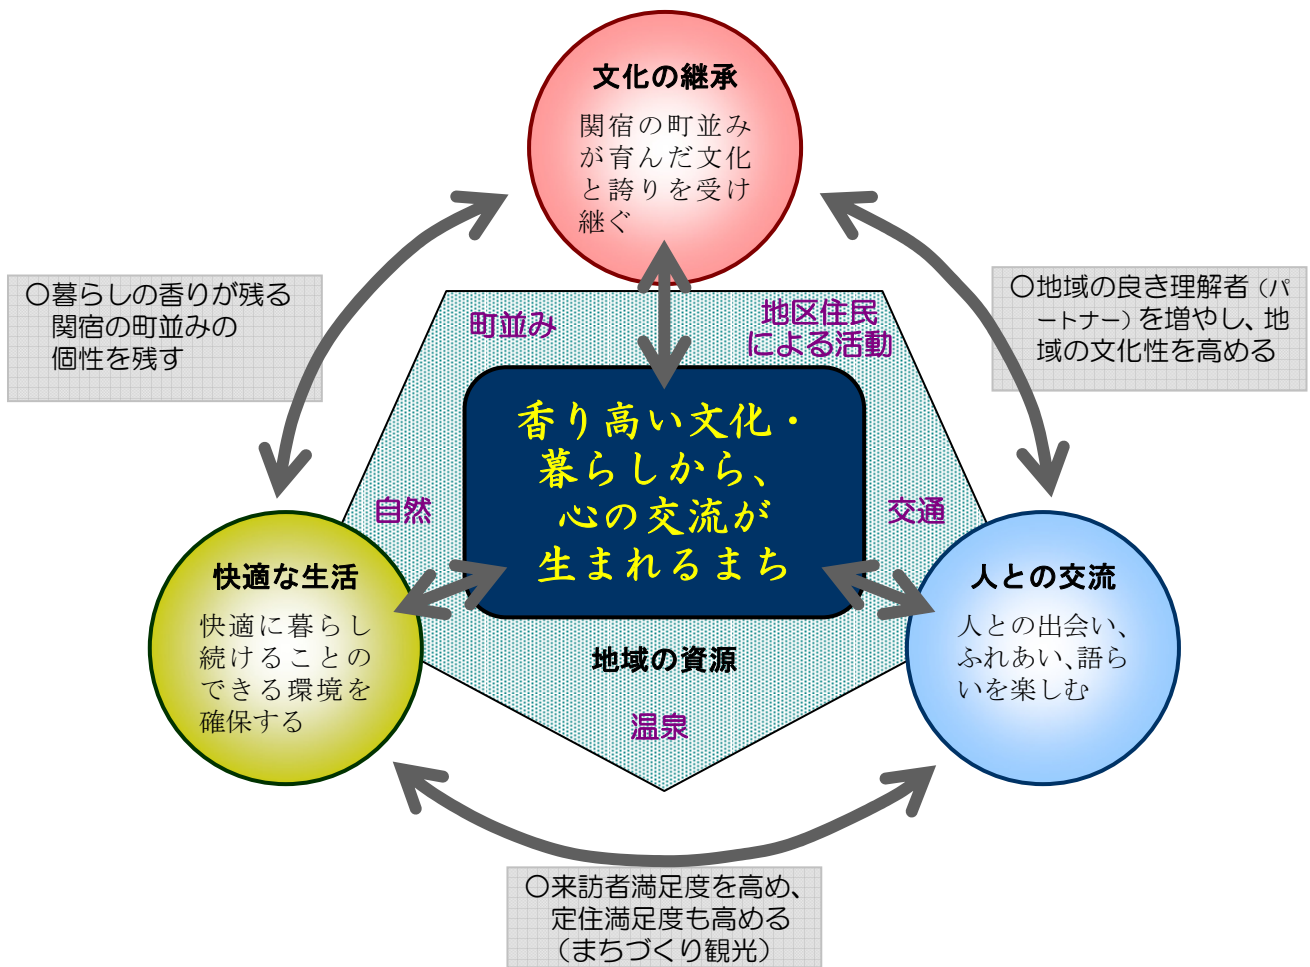 文化の継承
関宿の町並み
が育んだ文化
と誇りを受け
継ぐ
〇暮らしの香りが残る
関宿の町並みの
個性を残す
〇地域の良き理解者（パ
ートナー）を増やし、地
域の文化性を高める
町並み
地区住民
による活動
香り高い文化・
暮らしから、
心の交流が
生まれるまち
自然
交通
快適な生活
快適に暮らし
続けることの
できる環境を
確保する
人との交流
人との出会い、
ふれあい、語ら
いを楽しむ
地域の資源
温泉
〇来訪者満足度を高め、
定住満足度も高める
（まちづくり観光）